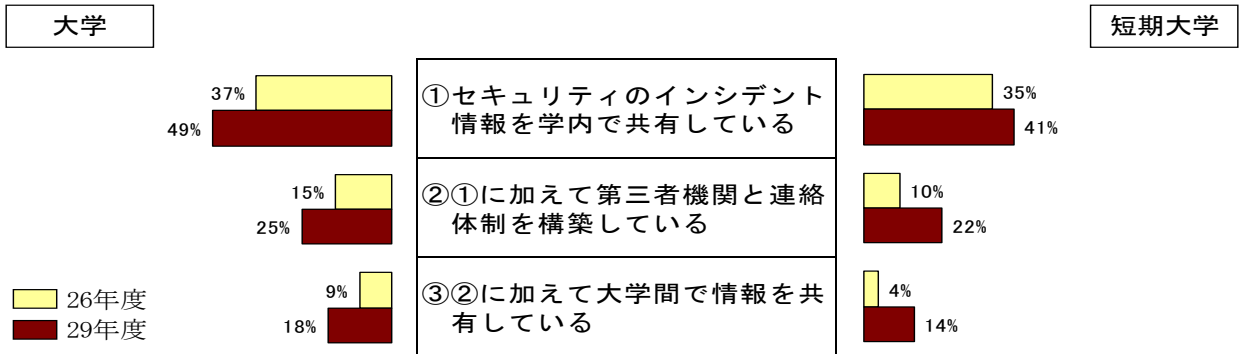 大学
短期大学
37%
49%
①セキュリティのインシデント
情報を学内で共有している
35%
41%
15%
25%
②①に加えて第三者機関と連絡
体制を構築している
10%
22%
9%
18%
③②に加えて大学間で情報を共
有している
4%
14%
26年度
29年度